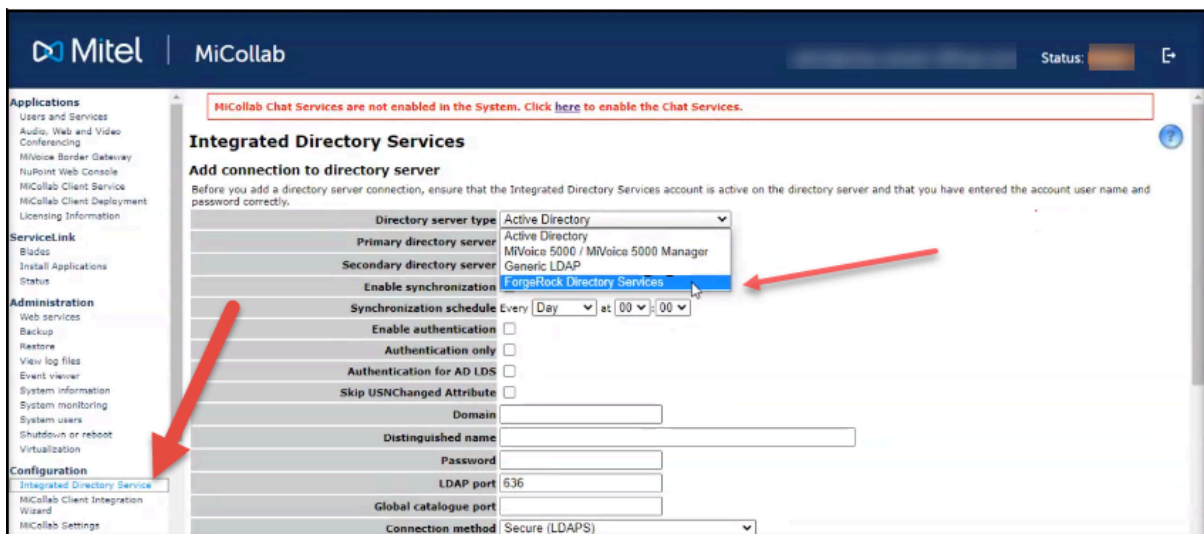 Mitel
MiCollab
Status:
Applications
Users and Services
Audio, Web and Video
Conferencing
MiVoice Border Gateway
NuPoint Web Console
MiCollab Client Service
MiCollab Client Deployment
Licensing Information
ServiceLink
Blades
Install Applications
Status
Administration
Web services
Backup
Restore
View log files
Event viewer
System information
System monitoring
System users
Shutdown or reboot
Virtualization
Configuration
Integrated Directory Service
MiCollab Client Integration
Wizard
MiCollab Settings
MiCollab Chat Services are not enabled in the System. Click here to enable the Chat Services.
?
Integrated Directory Services
Add connection to directory server
Before you add a directory server connection, ensure that the Integrated Directory Services account is active on the directory server and that you have entered the account user name and
password correctly.
Directory server type Active Directory
Active Directory
Primary directory server
MiVoice 5000 / MiVoice 5000 Manager
Secondary directory server Generic LDAP
Enable synchronization ForgeRock Directory Services
Synchronization schedule Every Day at 00 : 00
Enable authentication
Authentication only
Authentication for AD LDS
Skip USNChanged Attribute
Domain
Distinguished name
Password
LDAP port 636
Global catalogue port
Connection method Secure (LDAPS)